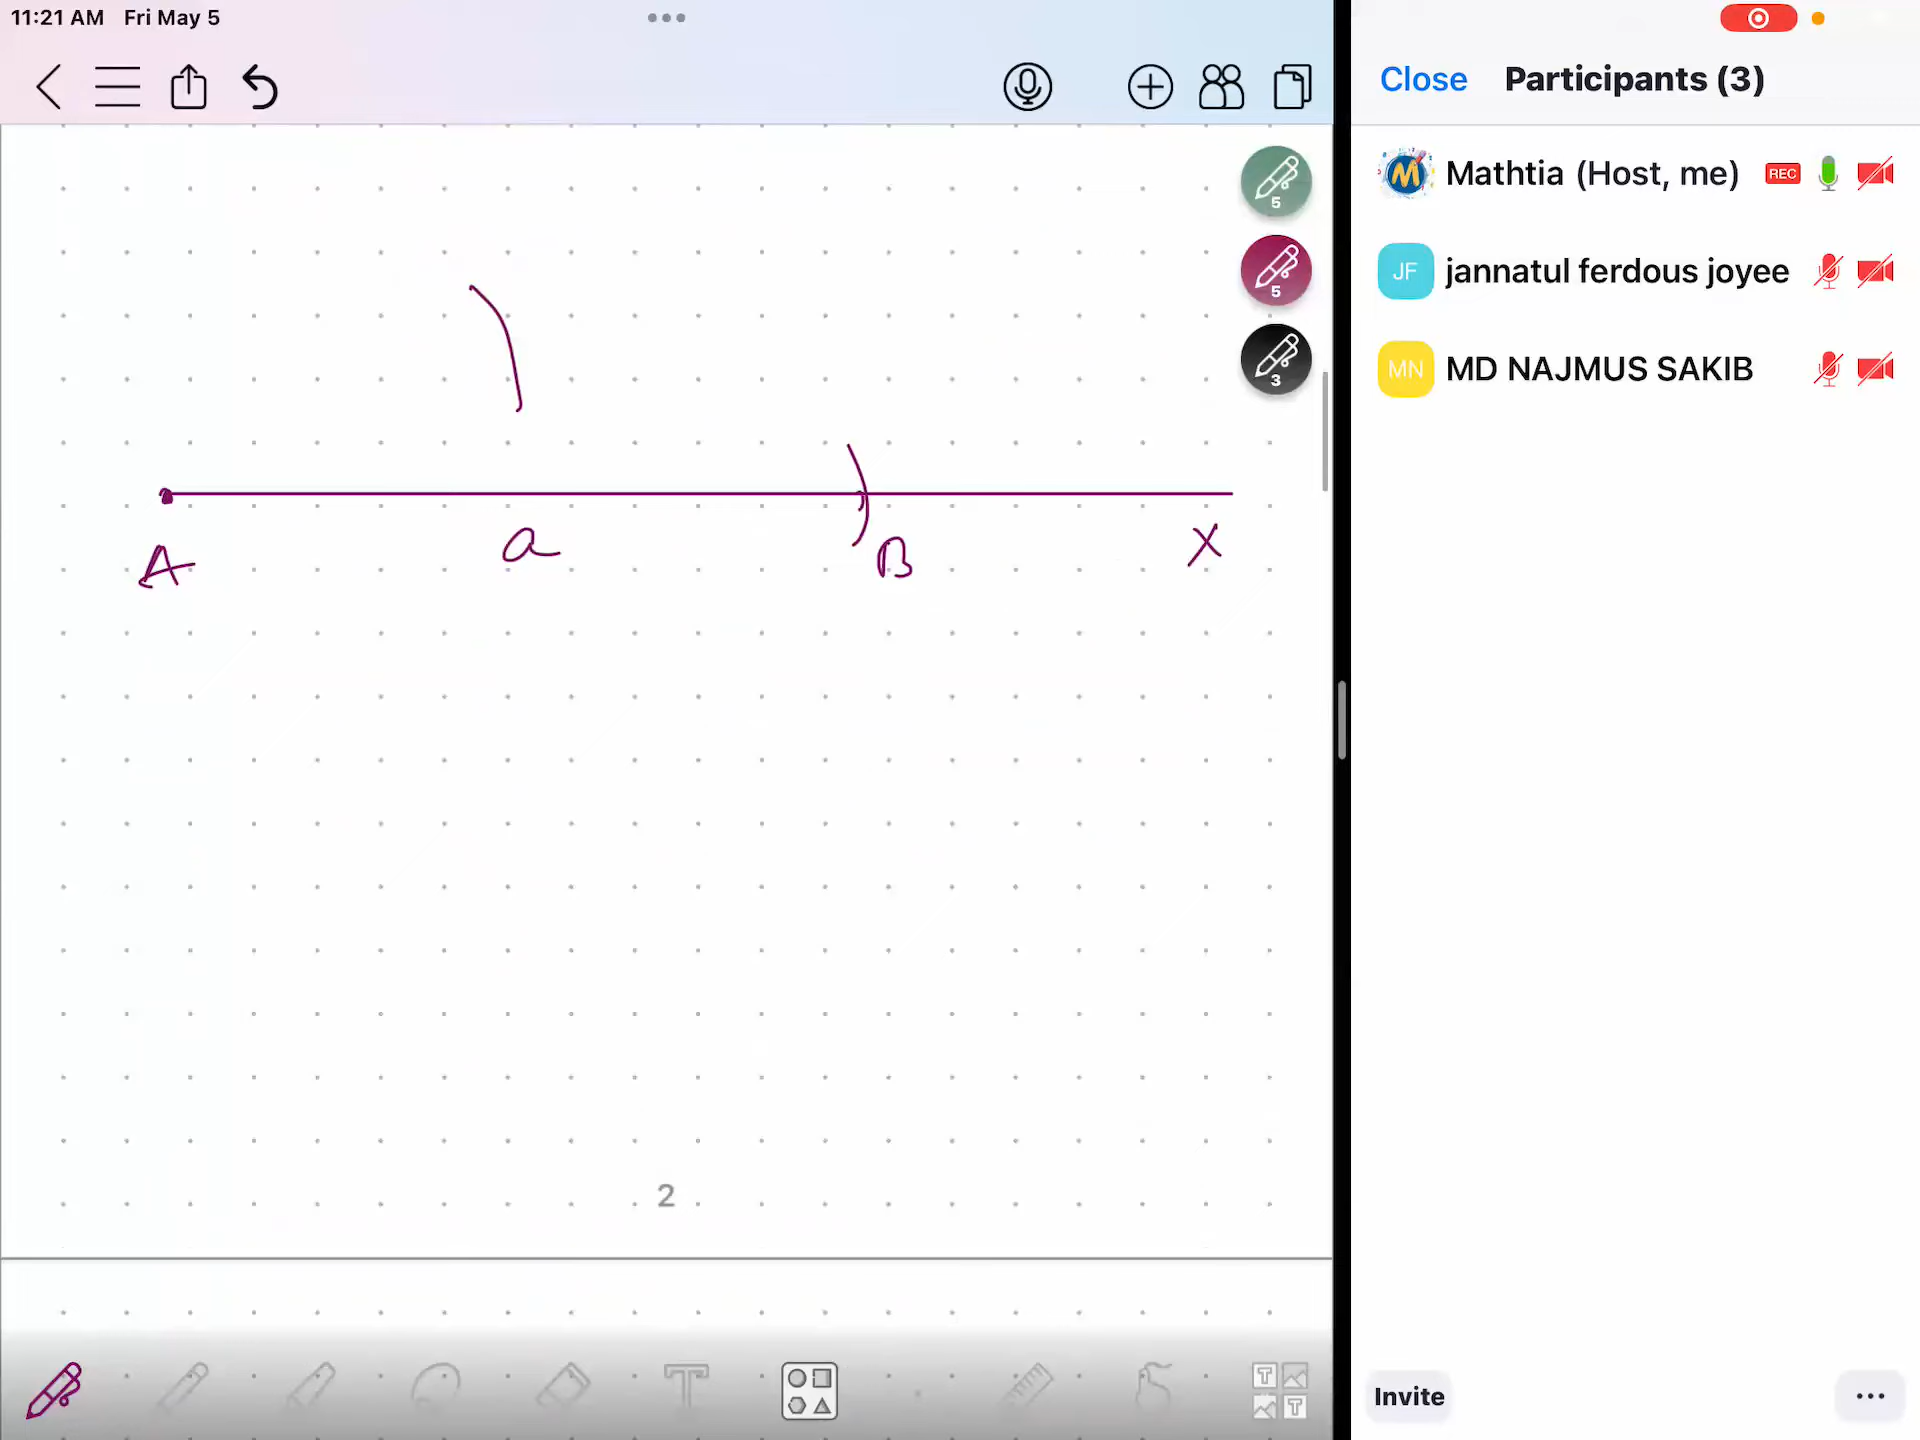 11:21 AM Fri May 5
5
5
3
A a B X
2
T
T
T
Close Participants (3)
M Mathtia (Host, me) REC
JF jannatul ferdous joyee
MN MD NAJMUS SAKIB
Invite